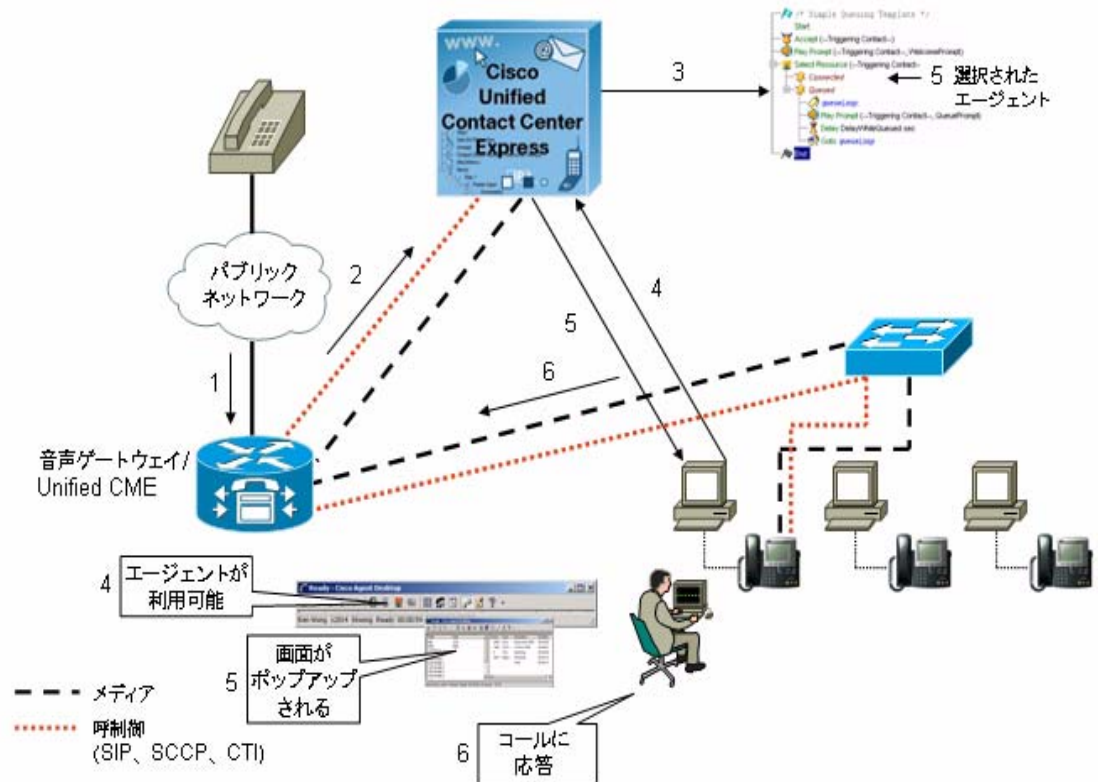 /* Simple Queuing Template */
Start
Accept (--Triggering Contact--)
Play Prompt (--Triggering Contact--, WelcomePrompt)
Select Resource (--Triggering Contact--
Connected
Queued
queueLoop:
Play Prompt (--Triggering Contact--, QueuePrompt)
Delay DelayWhileQueued sec
Goto queueLoop
End
www.
Cisco
Unified
Contact Center
Express
3
5 選択された
エージェント
パブリック
ネットワーク
2
4
5
1
6
音声ゲートウェイ/
Unified CME
4
エージェントが
利用可能
Ready - Cisco Agent Desktop
5
画面が
ポップアップ
される
メディア
呼制御
(SIP、SCCP、CTI)
6
コールに
応答